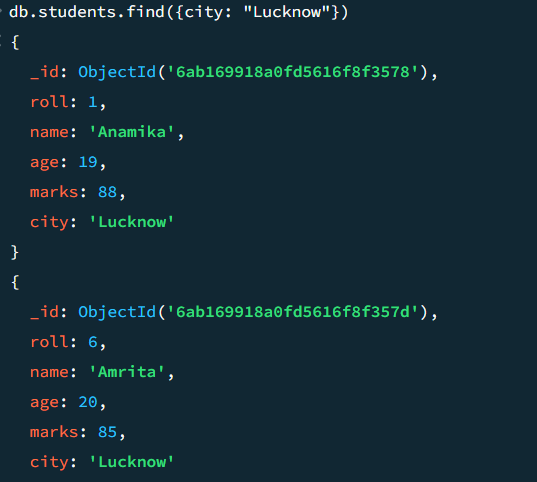 db.students.find({city: "Lucknow"})
{
_id: ObjectId('6ab169918a0fd5616f8f3578'),
roll: 1,
name: 'Anamika',
age: 19,
marks: 88,
city: 'Lucknow'
}
{
_id: ObjectId('6ab169918a0fd5616f8f357d'),
roll: 6,
name: 'Amrita',
age: 20,
marks: 85,
city: 'Lucknow'